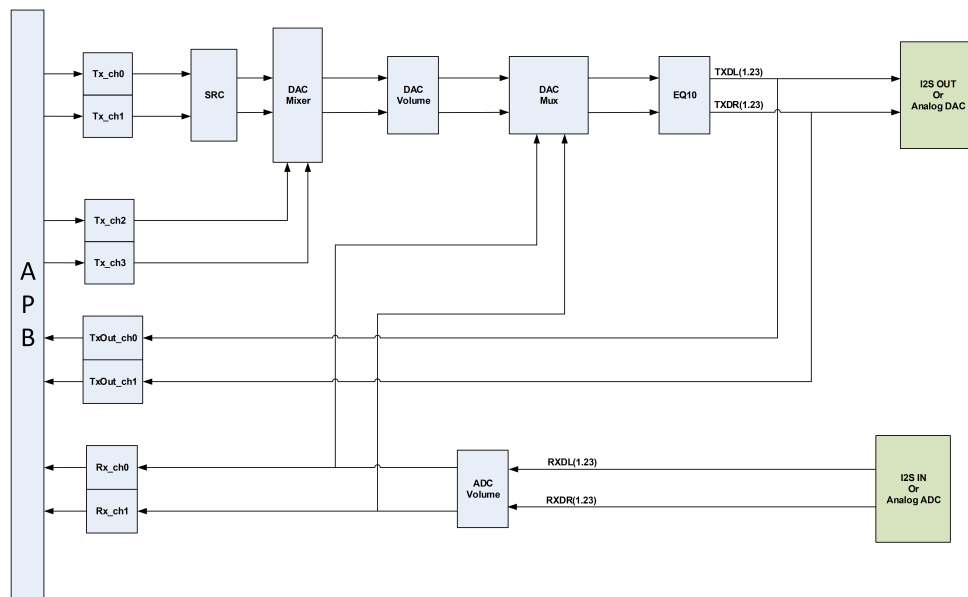 Tx_ch0
Tx_ch1
SRC
DAC
Mixer
DAC
Volume
DAC
Mux
EQ10
TXDL(1.23)
TXDR(1.23)
I2S OUT
Or
Analog DAC
Tx_ch2
Tx_ch3
A
P
B
TxOut_ch0
TxOut_ch1
Rx_ch0
Rx_ch1
ADC
Volume
RXDL(1.23)
RXDR(1.23)
I2S IN
Or
Analog ADC